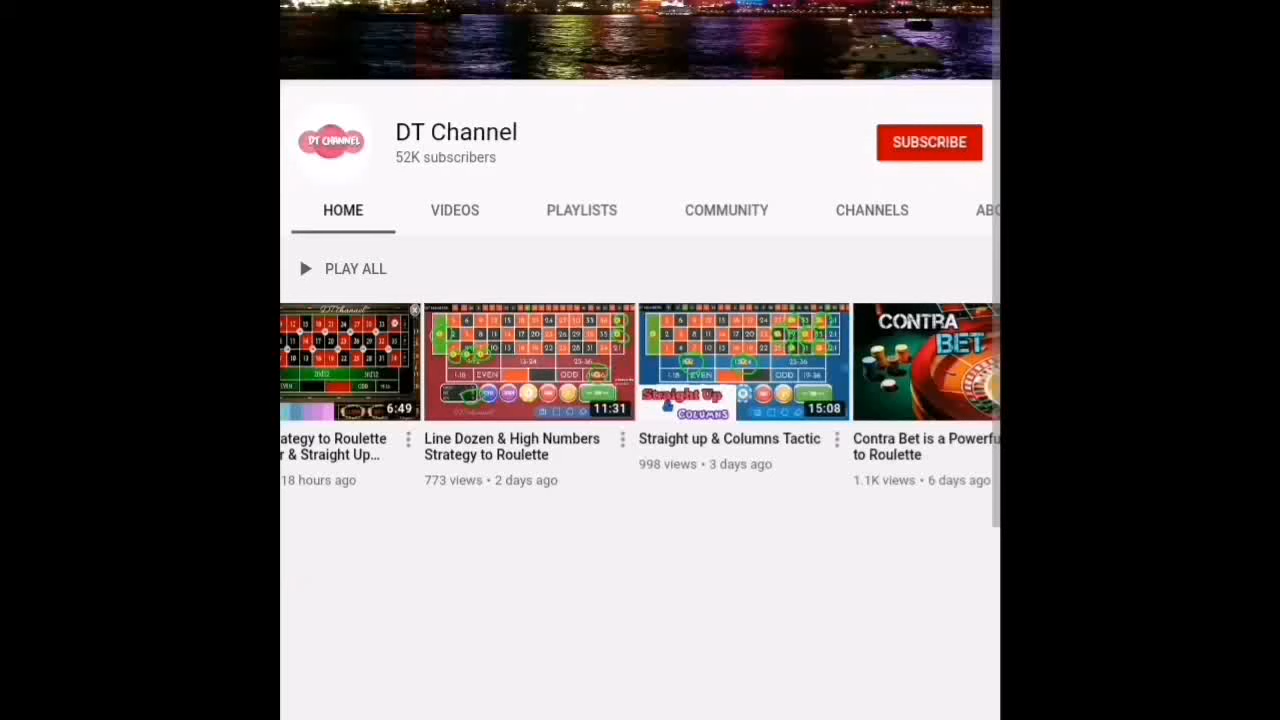 DT CHANNEL
DT Channel
52K subscribers
SUBSCRIBE
HOME
VIDEOS
PLAYLISTS
COMMUNITY
CHANNELS
PLAY ALL
6:49
11:31
Straight Up
&
COLUMNS
15:08
CONTRA
BET
ategy to Roulette
r & Straight Up...
18 hours ago
Line Dozen & High Numbers
Strategy to Roulette
773 views • 2 days ago
Straight up & Columns Tactic
998 views • 3 days ago
Contra Bet is a Powerfu
to Roulette
1.1K views • 6 days ago